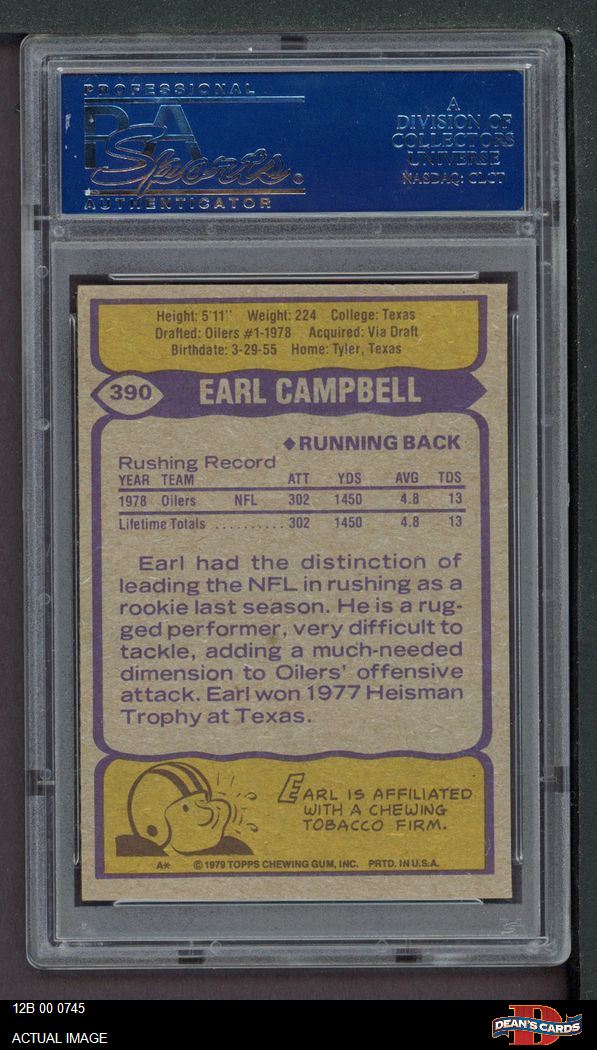 PROFESSIONAL
PSA
Sports.
AUTHENTICATOR
A
DIVISION OF
COLLECTORS
UNIVERSE
NASDAQ: CLCT
Height: 5'11" Weight: 224 College: Texas
Drafted: Oilers #1-1978 Acquired: Via Draft
Birthdate: 3-29-55 Home: Tyler, Texas
390 EARL CAMPBELL
◆RUNNING BACK
Rushing Record
YEAR TEAM ATT YDS AVG TDS
1978 Oilers NFL 302 1450 4.8 13
Lifetime Totals .......... 302 1450 4.8 13
Earl had the distinction of
leading the NFL in rushing as a
rookie last season. He is a rug-
ged performer, very difficult to
tackle, adding a much-needed
dimension to Oilers' offensive
attack. Earl won 1977 Heisman
Trophy at Texas.
EARL IS AFFILIATED
WITH A CHEWING
TOBACCO FIRM.
A* © 1979 TOPPS CHEWING GUM, INC. PRTD. IN U.S.A.
12B 00 0745
ACTUAL IMAGE
D
DEAN'S CARDS